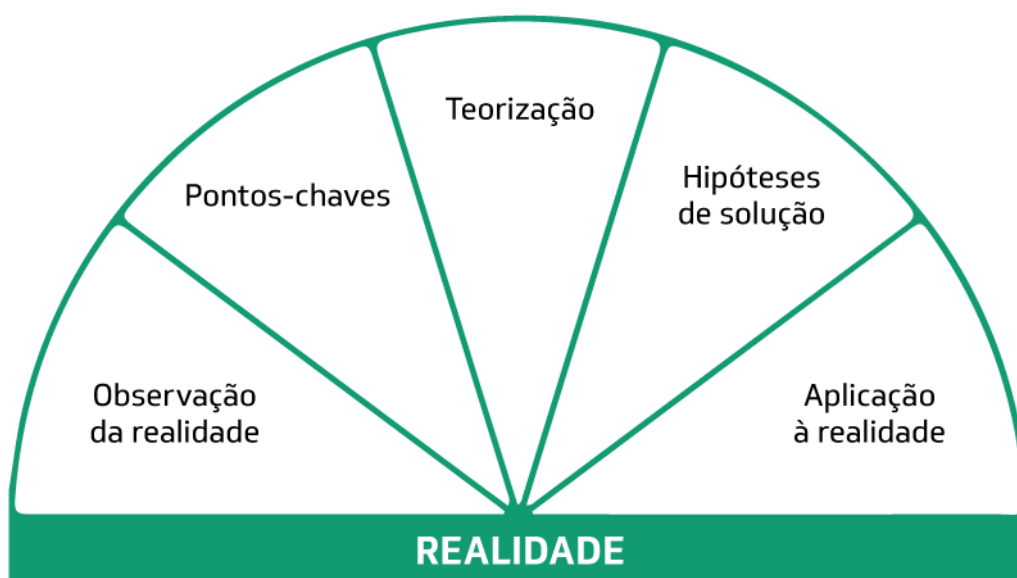 Observação
da realidade
Pontos-chaves
Teorização
Hipóteses
de solução
Aplicação
à realidade
REALIDADE